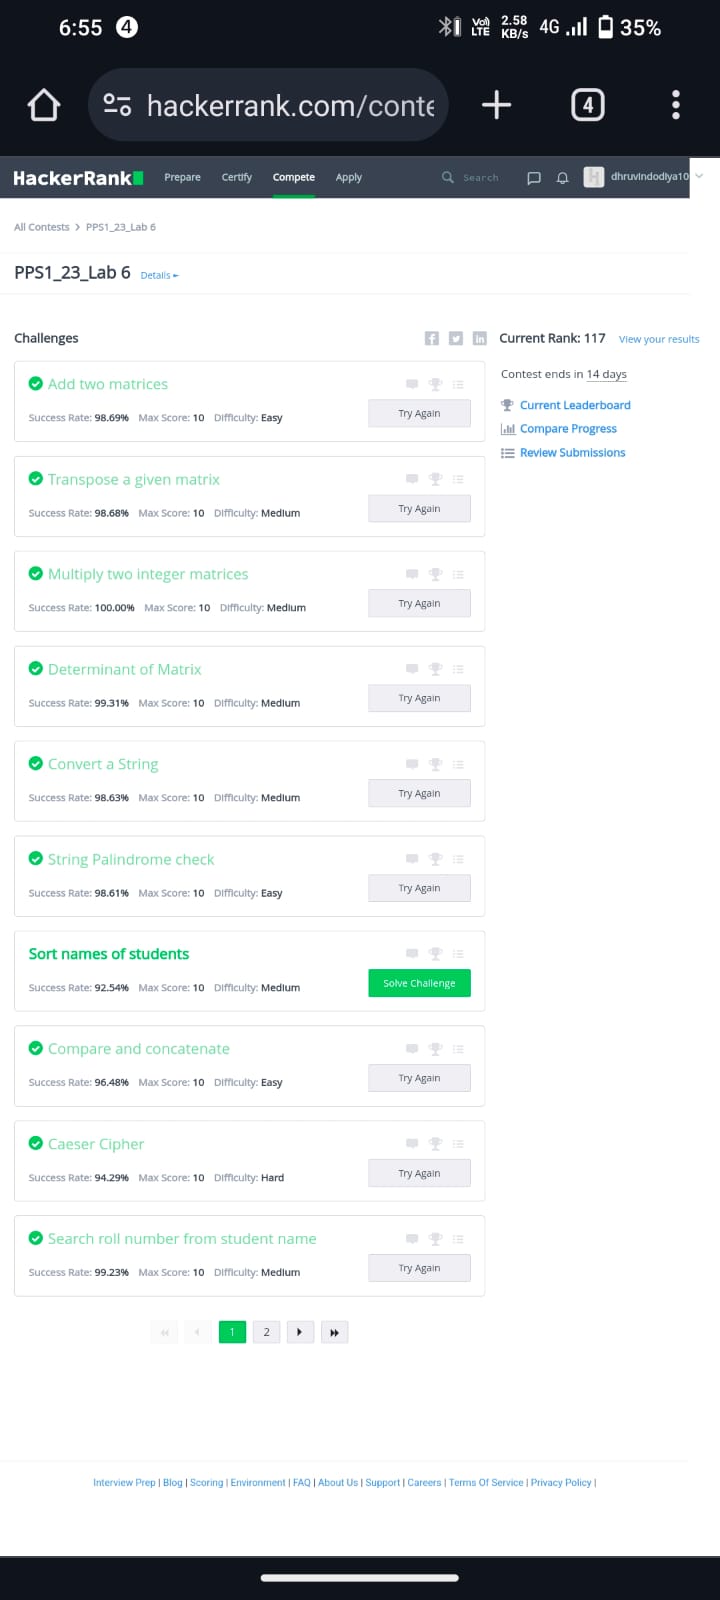 6:55 4 Vo) LTE 2.58 KB/s 4G 35%
hackerrank.com/conte 4
HackerRank Prepare Certify Compete Apply Search dhruvindodiya10
All Contests > PPS1_23_Lab 6
PPS1_23_Lab 6 Details
Challenges
Add two matrices
Success Rate: 98.69% Max Score: 10 Difficulty: Easy
Try Again
Transpose a given matrix
Success Rate: 98.68% Max Score: 10 Difficulty: Medium
Try Again
Multiply two integer matrices
Success Rate: 100.00% Max Score: 10 Difficulty: Medium
Try Again
Determinant of Matrix
Success Rate: 99.31% Max Score: 10 Difficulty: Medium
Try Again
Convert a String
Success Rate: 98.63% Max Score: 10 Difficulty: Medium
Try Again
String Palindrome check
Success Rate: 98.61% Max Score: 10 Difficulty: Easy
Try Again
Sort names of students
Success Rate: 92.54% Max Score: 10 Difficulty: Medium
Solve Challenge
Compare and concatenate
Success Rate: 96.48% Max Score: 10 Difficulty: Easy
Try Again
Caeser Cipher
Success Rate: 94.29% Max Score: 10 Difficulty: Hard
Try Again
Search roll number from student name
Success Rate: 99.23% Max Score: 10 Difficulty: Medium
Try Again
1 2
Current Rank: 117 View your results
Contest ends in 14 days
Current Leaderboard
Compare Progress
Review Submissions
Interview Prep | Blog | Scoring | Environment | FAQ | About Us | Support | Careers | Terms Of Service | Privacy Policy |